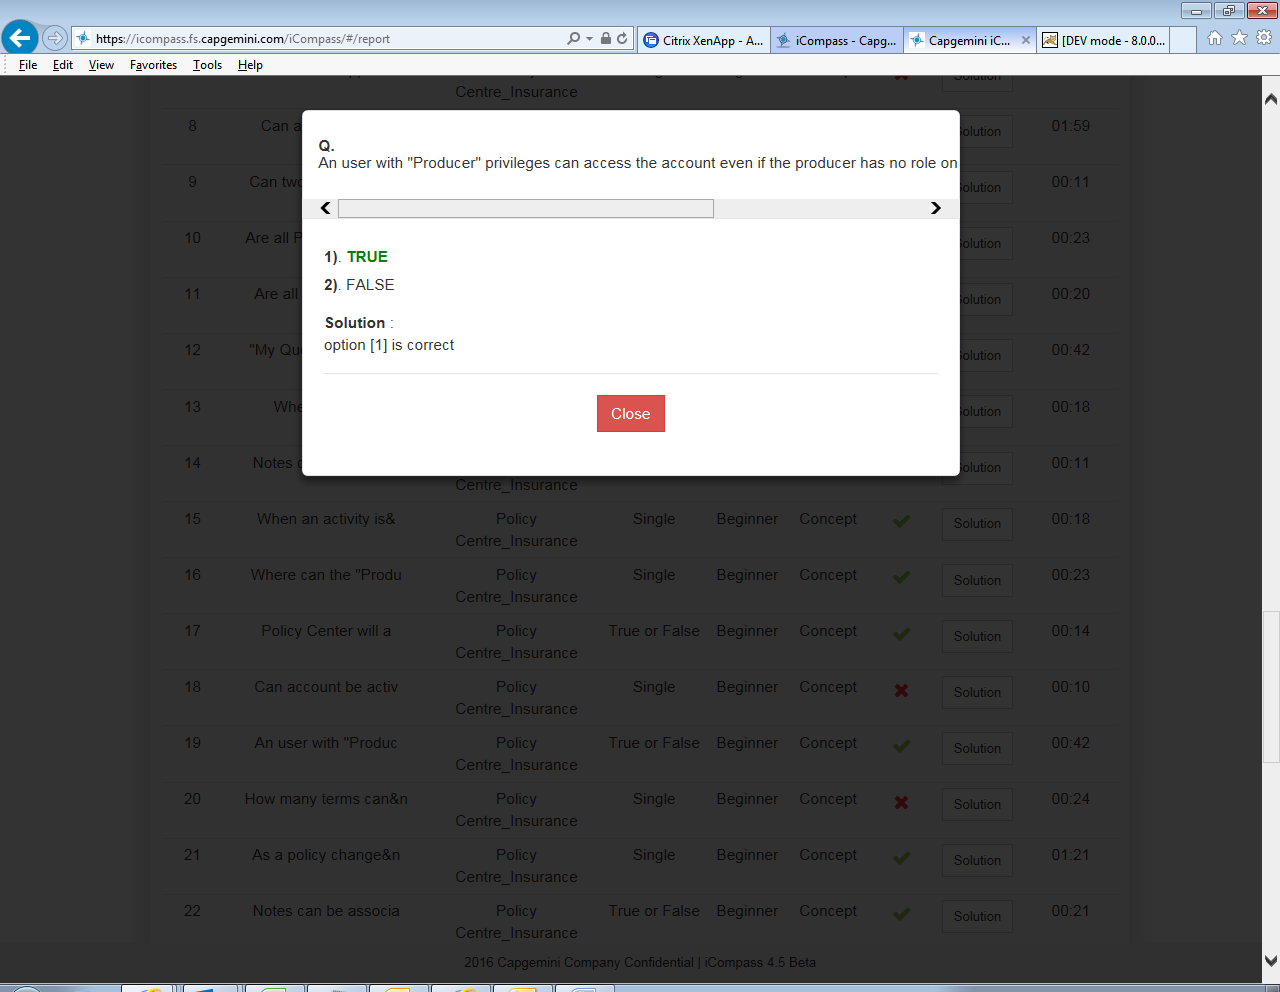 https://icompass.fs.capgemini.com/iCompass/#/report
Citrix XenApp - A...
iCompass - Capg...
Capgemini iC...
[DEV mode - 8.0.0...
File Edit View Favorites Tools Help
Centre_Insurance
Solution
8 Can a Solution 01:59
9 Can two Solution 00:11
10 Are all P Solution 00:23
11 Are all Solution 00:20
12 "My Qu Solution 00:42
13 Whe Solution 00:18
14 Notes Solution 00:11
Centre_Insurance
Q.
An user with "Producer" privileges can access the account even if the producer has no role on
1). TRUE
2). FALSE
Solution :
option [1] is correct
Close
15 When an activity is& Policy Single Beginner Concept Solution 00:18
Centre_Insurance
16 Where can the "Produ Policy Single Beginner Concept Solution 00:23
Centre_Insurance
17 Policy Center will a Policy True or False Beginner Concept Solution 00:14
Centre_Insurance
18 Can account be activ Policy Single Beginner Concept Solution 00:10
Centre_Insurance
19 An user with "Produc Policy True or False Beginner Concept Solution 00:42
Centre_Insurance
20 How many terms can&n Policy Single Beginner Concept Solution 00:24
Centre_Insurance
21 As a policy change&n Policy Single Beginner Concept Solution 01:21
Centre_Insurance
22 Notes can be associa Policy True or False Beginner Concept Solution 00:21
Centre_Insurance
2016 Capgemini Company Confidential | iCompass 4.5 Beta